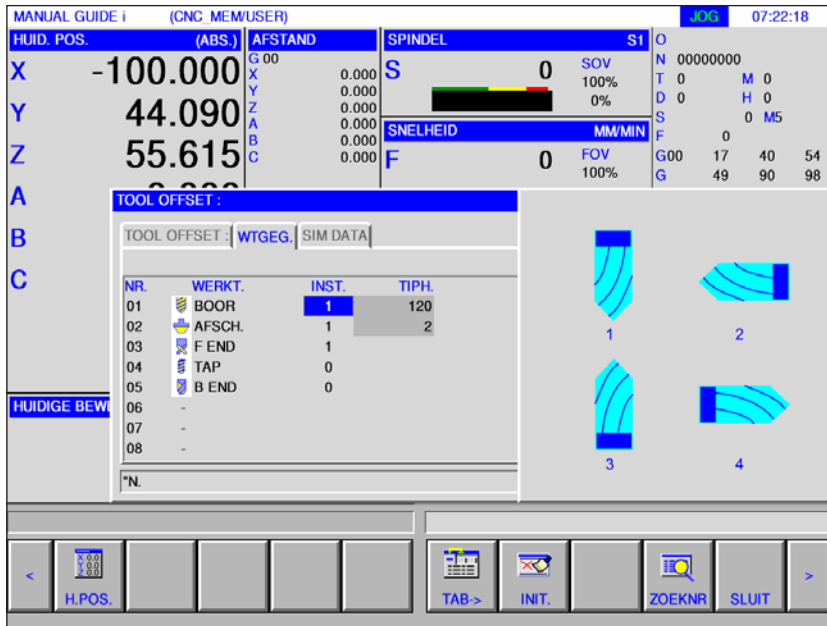 MANUAL GUIDE i (CNC_MEM/USER) JOG 07:22:18
HUID. POS. (ABS.) AFSTAND SPINDEL S1 O
G 00 N 00000000
X -100.000 X 0.000 S 0 SOV 100% T 0 M 0
Y 0.000 0% D 0 H 0
Y 44.090 Z 0.000 S 0 M5
A 0.000 SNELHEID MM/MIN F 0
Z 55.615 B 0.000 F 0 FOV G00 17 40 54
C 0.000 100% G 49 90 98
A
TOOL OFFSET :
B TOOL OFFSET : WTGEG. SIM DATA
C
NR. WERKT. INST. TIPH.
01 BOOR 1 120
02 AFSCH. 1 2
03 F END 1
04 TAP 0
05 B END 0
06 -
07 -
08 -
1 2
3 4
HUIDIGE BEW
"N.
< H.POS. TAB-> INIT. ZOEKNR SLUIT >